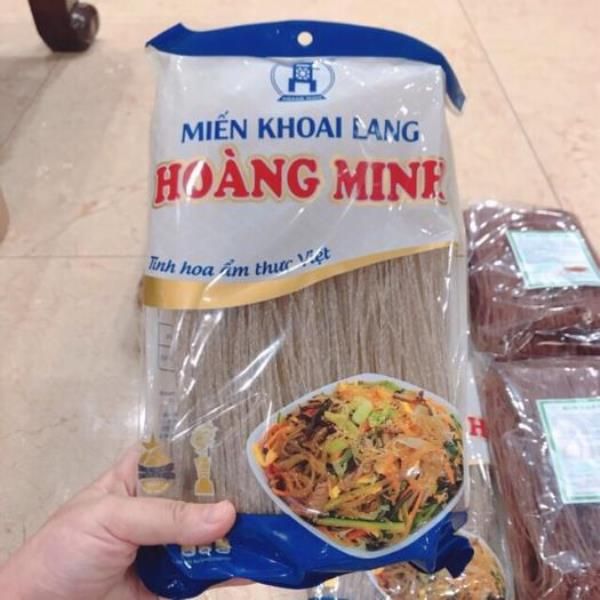 MIẾN KHOAI LANG
HOÀNG MINH
Tinh hoa ẩm thực Việt